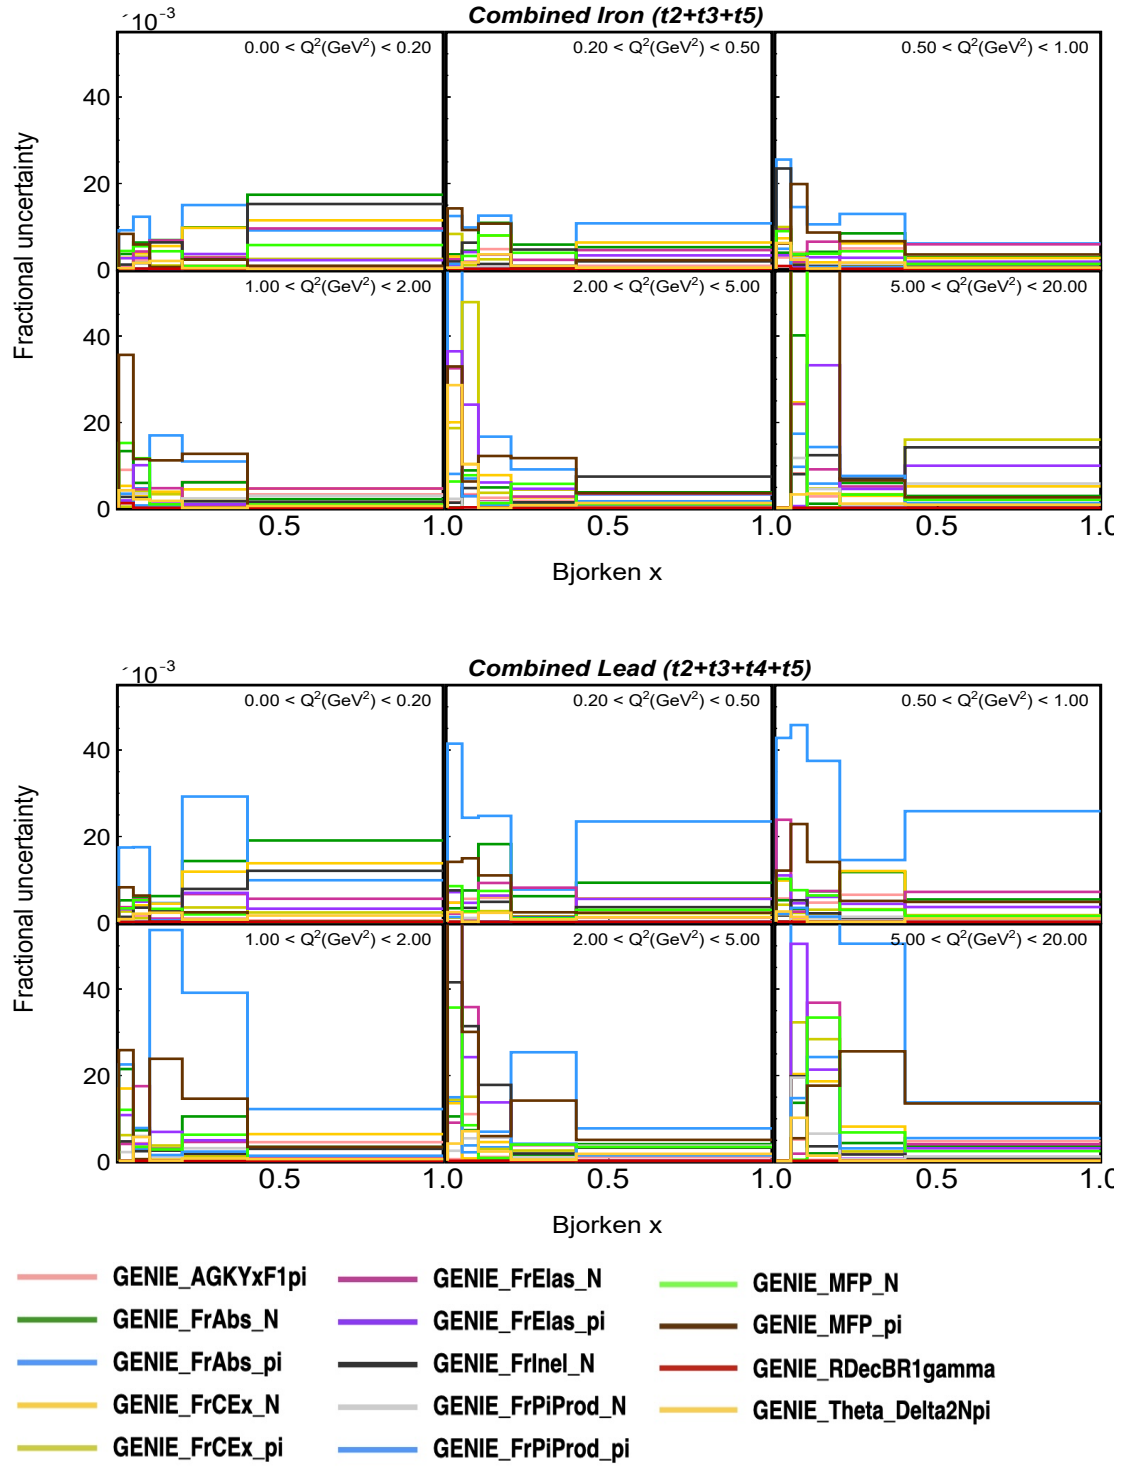 ´10⁻³ Combined Iron (t2+t3+t5)
0.00 < Q²(GeV²) < 0.20 0.20 < Q²(GeV²) < 0.50 0.50 < Q²(GeV²) < 1.00
40
20
0
1.00 < Q²(GeV²) < 2.00 2.00 < Q²(GeV²) < 5.00 5.00 < Q²(GeV²) < 20.00
40
20
0
Fractional uncertainty
0.5 1.0 0.5 1.0 0.5 1.0
Bjorken x
´10⁻³ Combined Lead (t2+t3+t4+t5)
0.00 < Q²(GeV²) < 0.20 0.20 < Q²(GeV²) < 0.50 0.50 < Q²(GeV²) < 1.00
40
20
0
1.00 < Q²(GeV²) < 2.00 2.00 < Q²(GeV²) < 5.00 5.00 < Q²(GeV²) < 20.00
40
20
0
Fractional uncertainty
0.5 1.0 0.5 1.0 0.5 1.0
Bjorken x
GENIE_AGKYxF1pi
GENIE_FrAbs_N
GENIE_FrAbs_pi
GENIE_FrCEx_N
GENIE_FrCEx_pi
GENIE_FrElas_N
GENIE_FrElas_pi
GENIE_FrInel_N
GENIE_FrPiProd_N
GENIE_FrPiProd_pi
GENIE_MFP_N
GENIE_MFP_pi
GENIE_RDecBR1gamma
GENIE_Theta_Delta2Npi